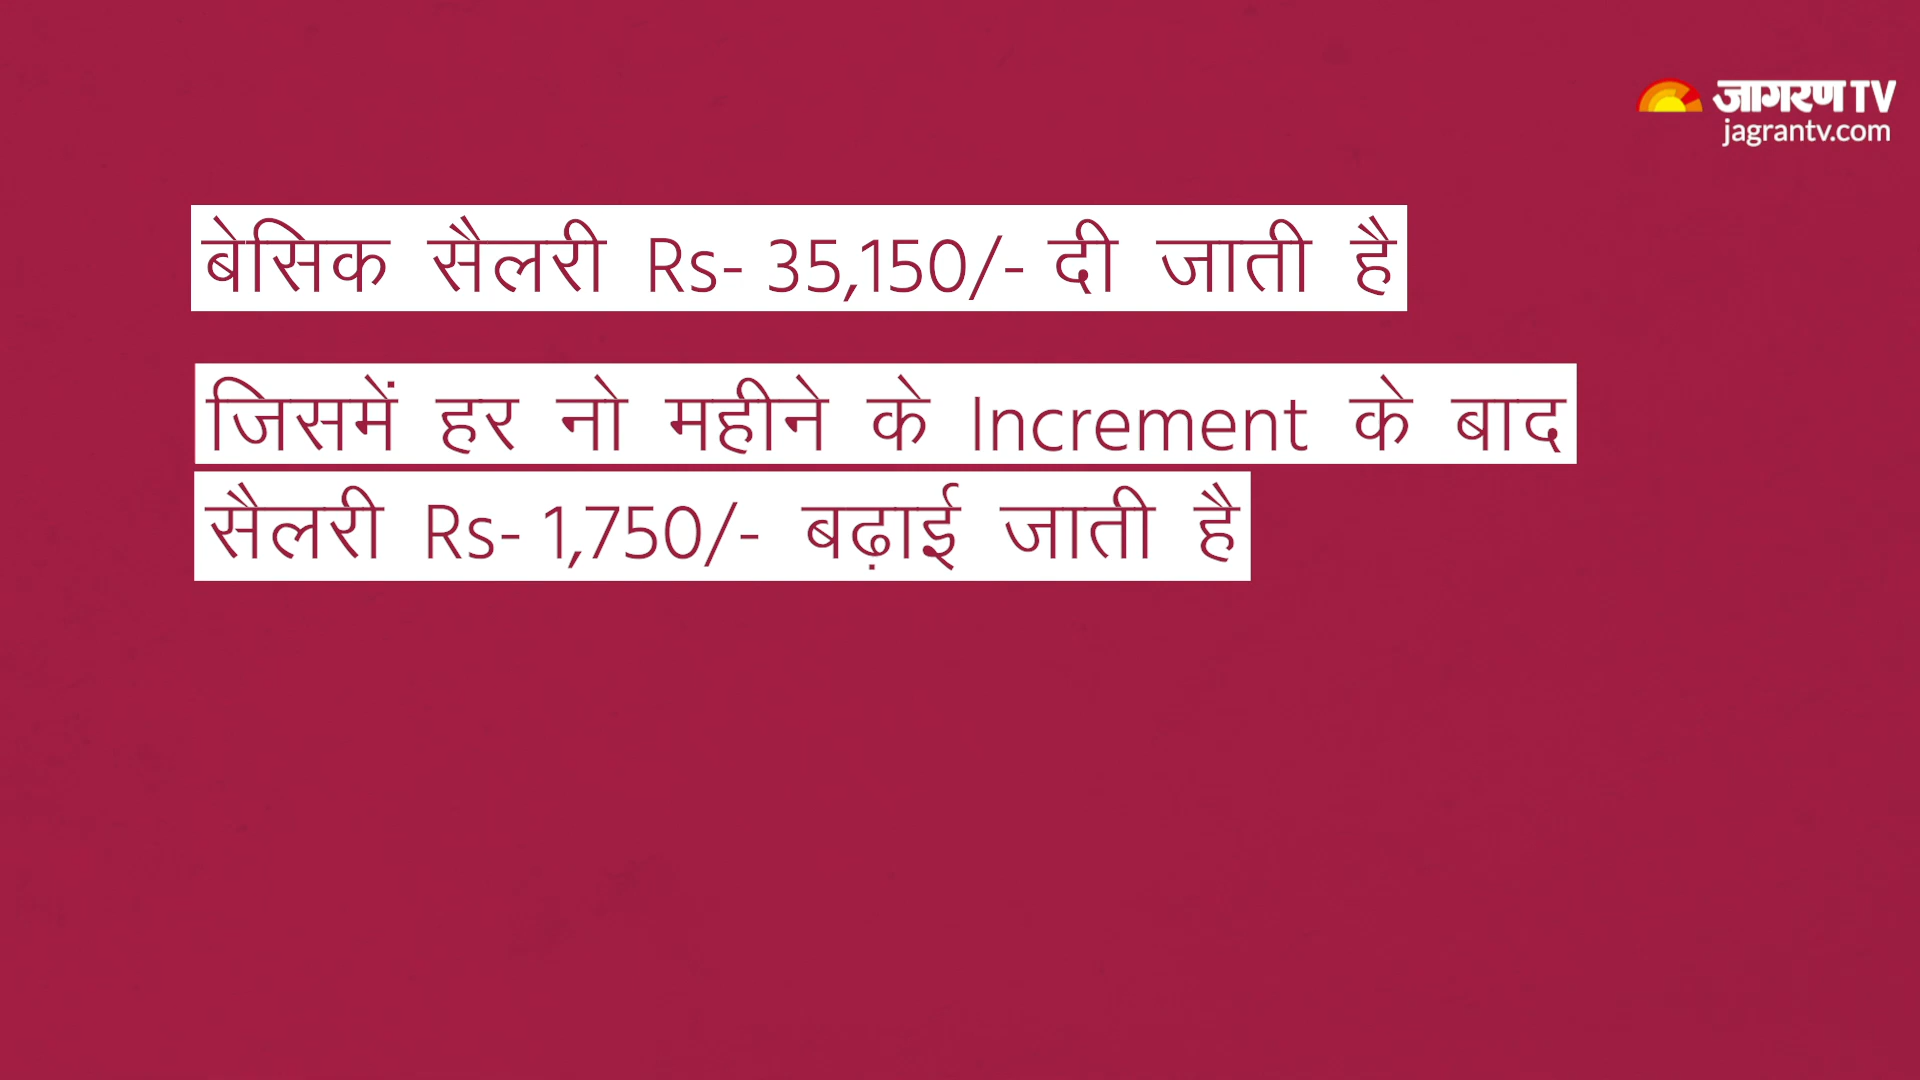 जागरण TV
jagrantv.com
बेसिक सैलरी Rs- 35,150/- दी जाती है
जिसमें हर नो महीने के Increment के बाद
सैलरी Rs- 1,750/- बढ़ाई जाती है